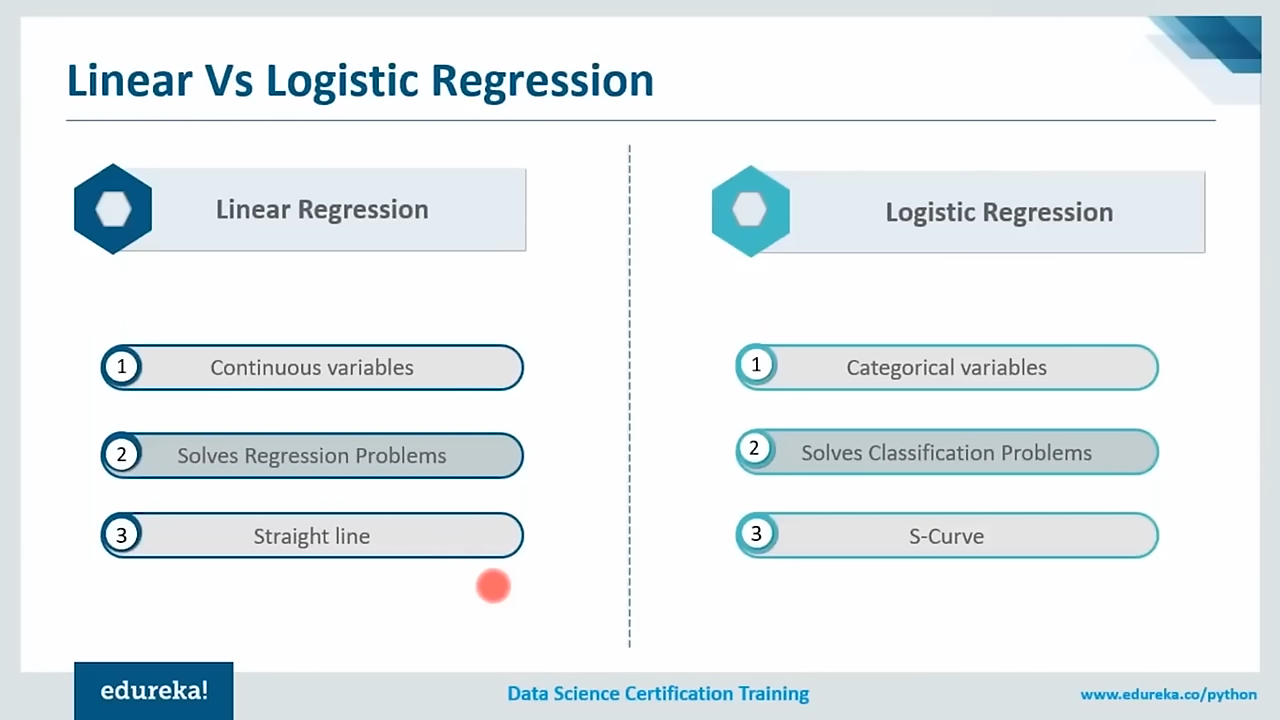 Linear Vs Logistic Regression
Linear Regression
1 Continuous variables
2 Solves Regression Problems
3 Straight line
Logistic Regression
1 Categorical variables
2 Solves Classification Problems
3 S-Curve
edureka!
Data Science Certification Training
www.edureka.co/python